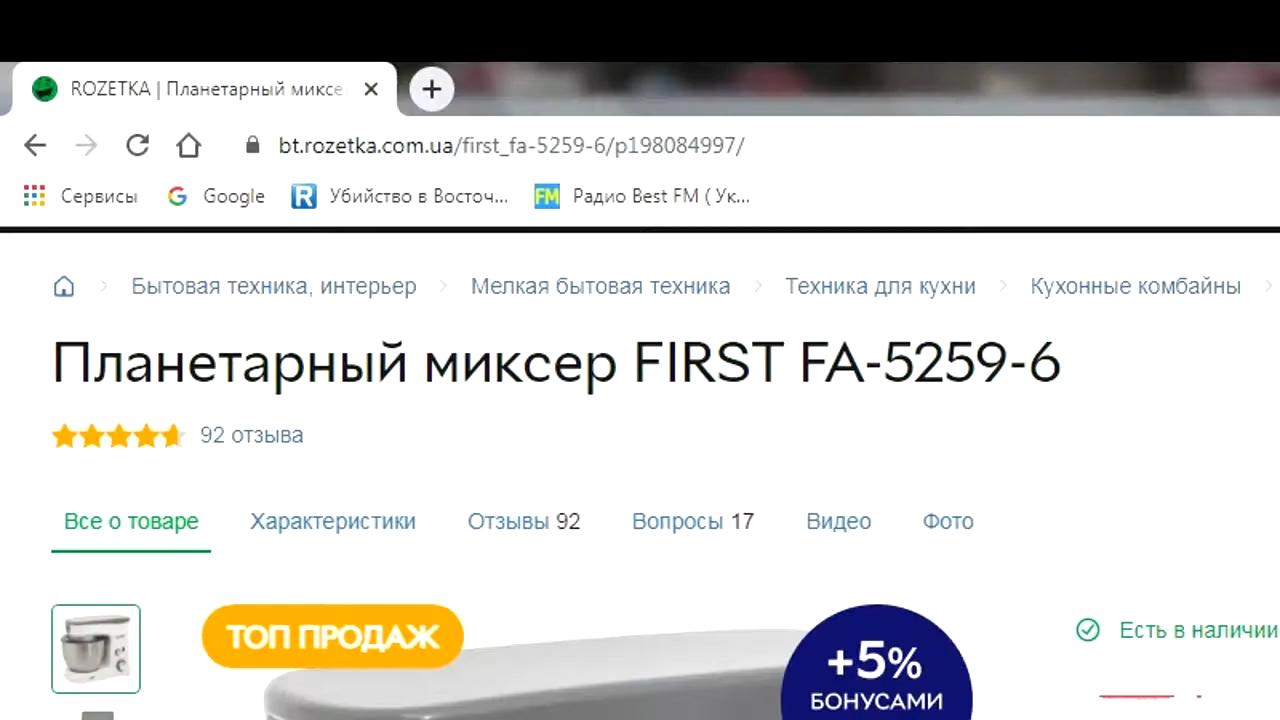 ROZETKA | Планетарный миксе
bt.rozetka.com.ua/first_fa-5259-6/p198084997/
Сервисы Google Убийство в Восточ... Радио Best FM ( Ук...
Бытовая техника, интерьер Мелкая бытовая техника Техника для кухни Кухонные комбайны
Планетарный миксер FIRST FA-5259-6
92 отзыва
Все о товаре Характеристики Отзывы 92 Вопросы 17 Видео Фото
ТОП ПРОДАЖ
Есть в наличии
+5%
БОНУСАМИ